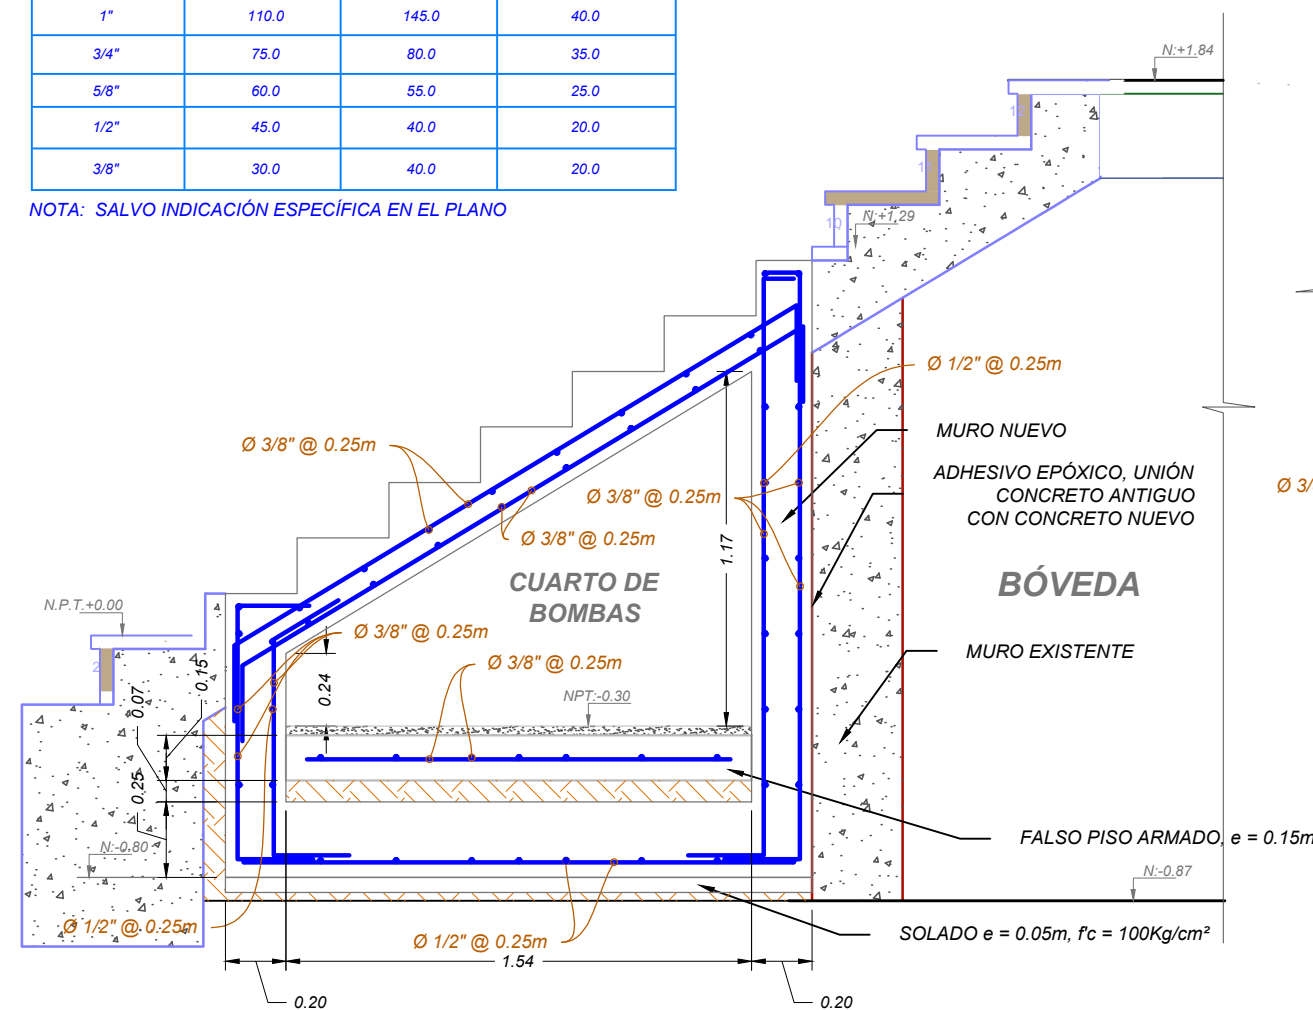 1" 110.0 145.0 40.0
3/4" 75.0 80.0 35.0
5/8" 60.0 55.0 25.0
1/2" 45.0 40.0 20.0
3/8" 30.0 40.0 20.0
NOTA: SALVO INDICACIÓN ESPECÍFICA EN EL PLANO
N:+1.84
12
11
10
N:+1.29
Ø 1/2" @ 0.25m
MURO NUEVO
Ø 3/8" @ 0.25m
ADHESIVO EPÓXICO, UNIÓN
CONCRETO ANTIGUO
CON CONCRETO NUEVO
Ø 3/8" @ 0.25m
Ø 3/
Ø 3/8" @ 0.25m
1.17
CUARTO DE
BOMBAS
BÓVEDA
N.P.T.+0.00
Ø 3/8" @ 0.25m
MURO EXISTENTE
2
Ø 3/8" @ 0.25m
0.15
0.07
0.24
NPT:-0.30
0.25
FALSO PISO ARMADO, e = 0.15m
N:-0.80
N:-0.87
Ø 1/2" @ 0.25m
Ø 1/2" @ 0.25m
SOLADO e = 0.05m, f'c = 100Kg/cm²
1.54
0.20
0.20